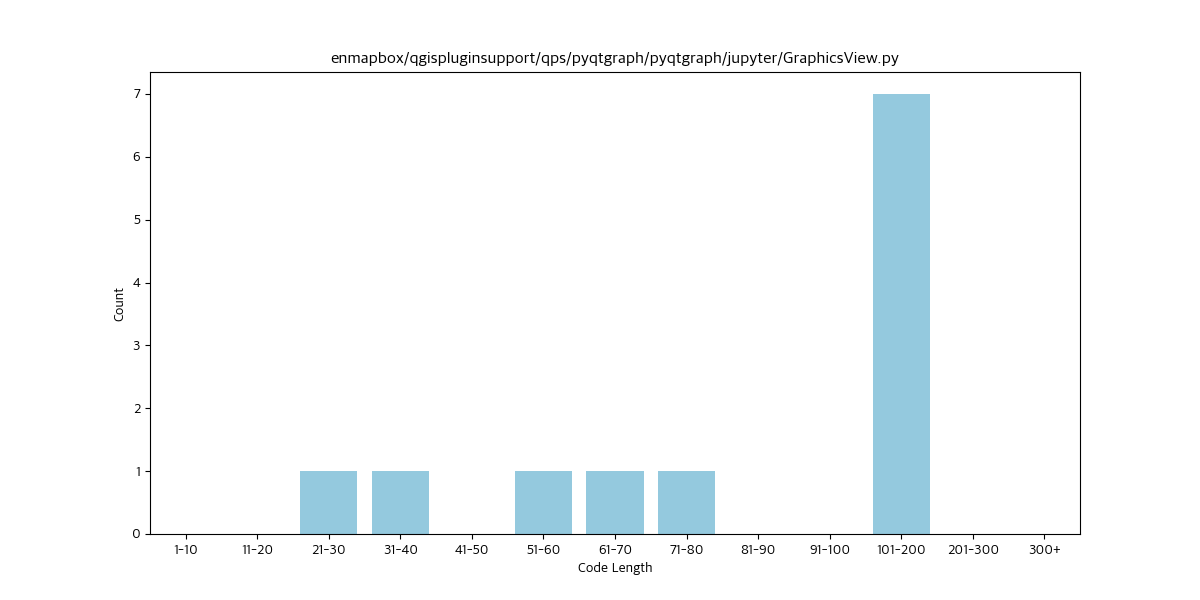 enmapbox/qgispluginsupport/qps/pyqtgraph/pyqtgraph/jupyter/GraphicsView.py
7
6
5
4
3
2
1
0
Count
1-10 11-20 21-30 31-40 41-50 51-60 61-70 71-80 81-90 91-100 101-200 201-300 300+
Code Length